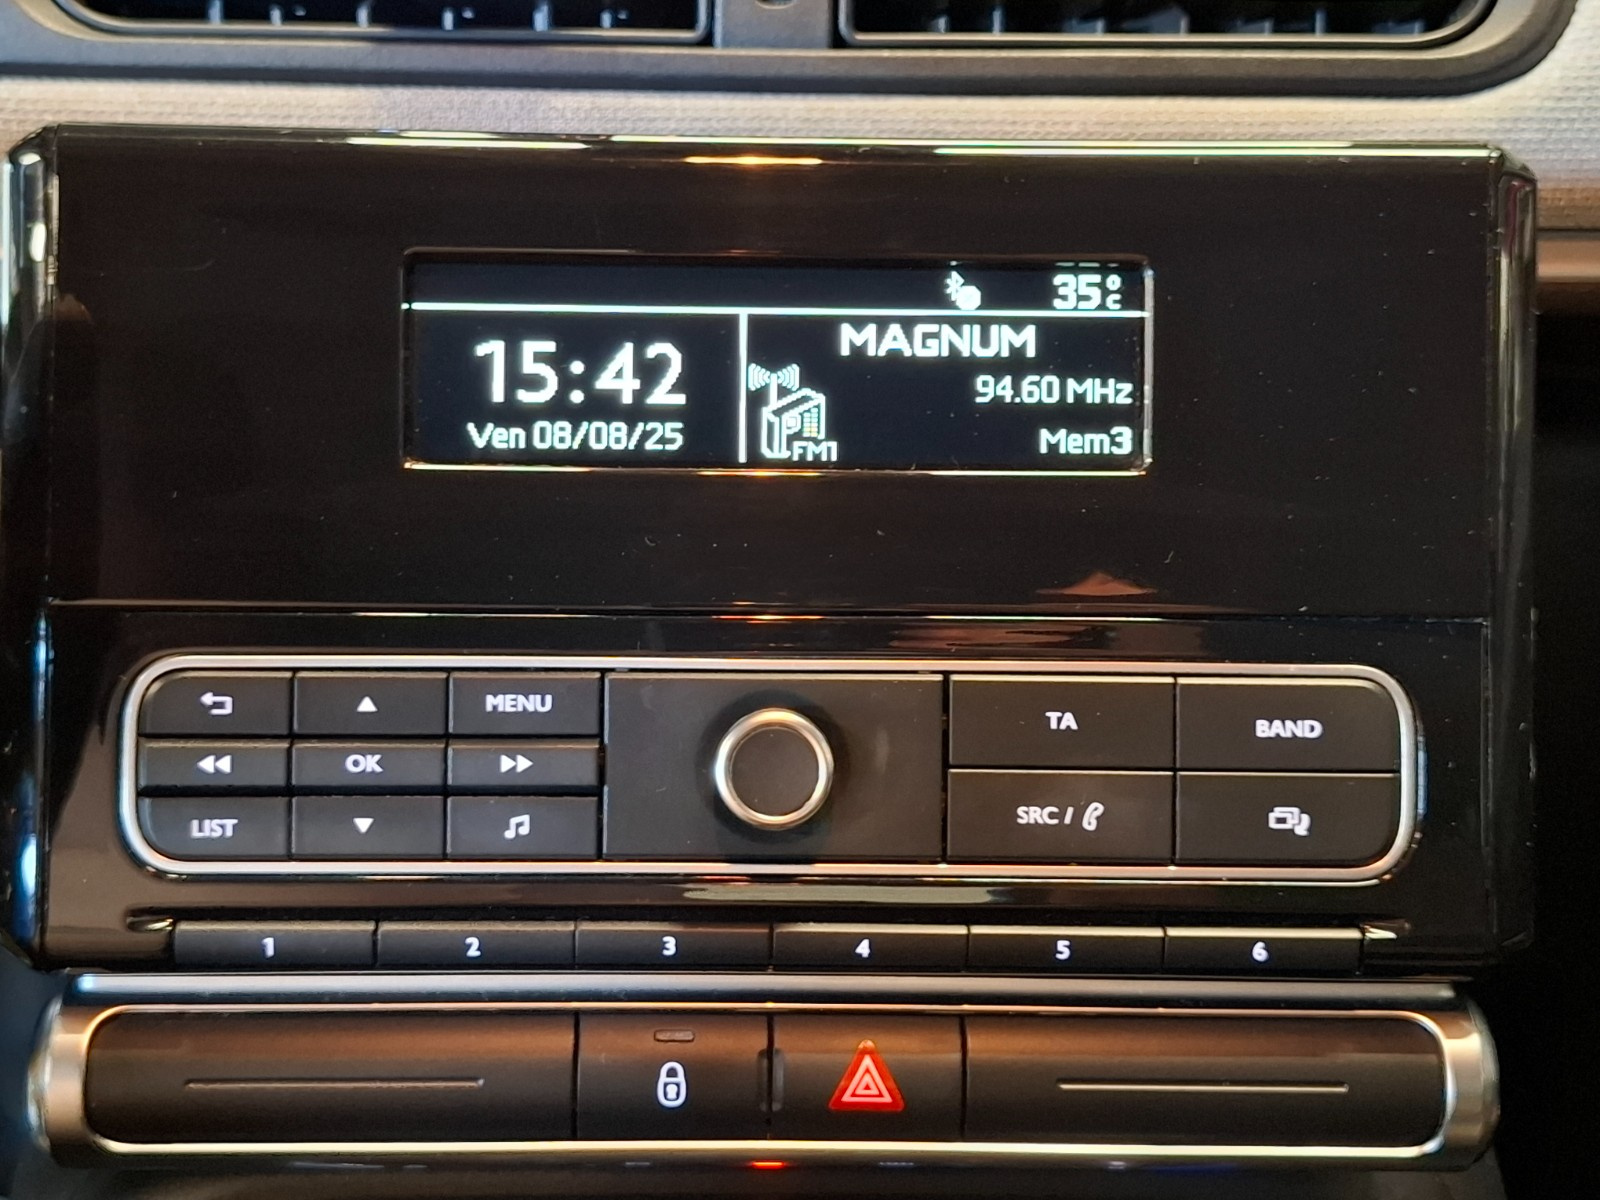 35°C
15:42
Ven 08/08/25
MAGNUM
94.60 MHz
FM1
Mem3
MENU
TA
BAND
OK
LIST
SRC /
1 2 3 4 5 6